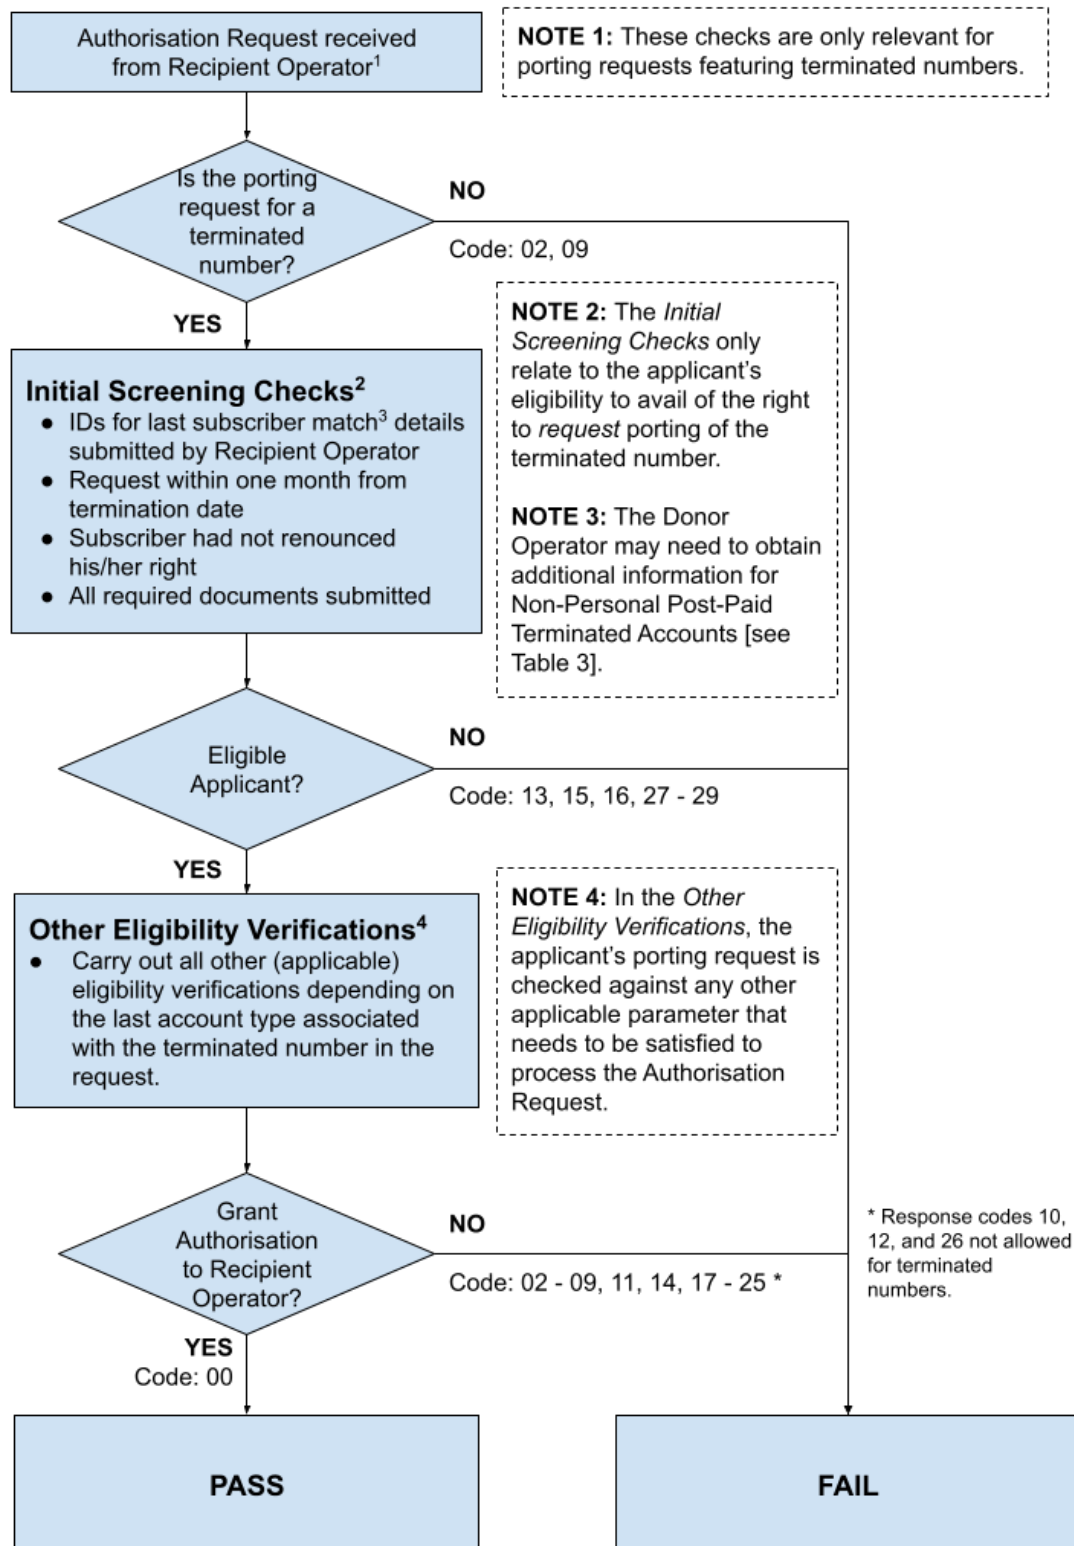 Authorisation Request received
from Recipient Operator¹
NOTE 1: These checks are only relevant for
porting requests featuring terminated numbers.
Is the porting
request for a
terminated
number?
NO
Code: 02, 09
YES
NOTE 2: The Initial
Screening Checks only
relate to the applicant's
eligibility to avail of the right
to request porting of the
terminated number.
NOTE 3: The Donor
Operator may need to obtain
additional information for
Non-Personal Post-Paid
Terminated Accounts [see
Table 3].
Initial Screening Checks²
● IDs for last subscriber match³ details
submitted by Recipient Operator
● Request within one month from
termination date
● Subscriber had not renounced
his/her right
● All required documents submitted
Eligible
Applicant?
NO
Code: 13, 15, 16, 27 - 29
YES
Other Eligibility Verifications⁴
● Carry out all other (applicable)
eligibility verifications depending on
the last account type associated
with the terminated number in the
request.
NOTE 4: In the Other
Eligibility Verifications, the
applicant's porting request is
checked against any other
applicable parameter that
needs to be satisfied to
process the Authorisation
Request.
Grant
Authorisation
to Recipient
Operator?
NO
Code: 02 - 09, 11, 14, 17 - 25 *
* Response codes 10,
12, and 26 not allowed
for terminated
numbers.
YES
Code: 00
PASS
FAIL